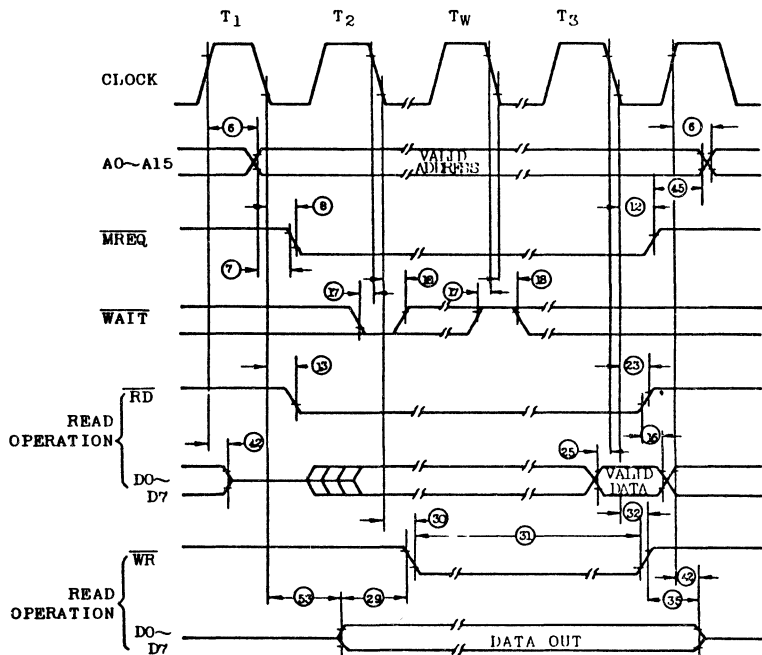 T1 T2 TW T3
CLOCK
6 6
A0~A15 VALID ADDRESS
45
8 12
MREQ
7
17 18 17 18
WAIT
13 23
RD
READ OPERATION
42 16
25
D0~D7 VALID DATA
32
30 31
WR
42
READ OPERATION
53 29 35
D0~D7 DATA OUT